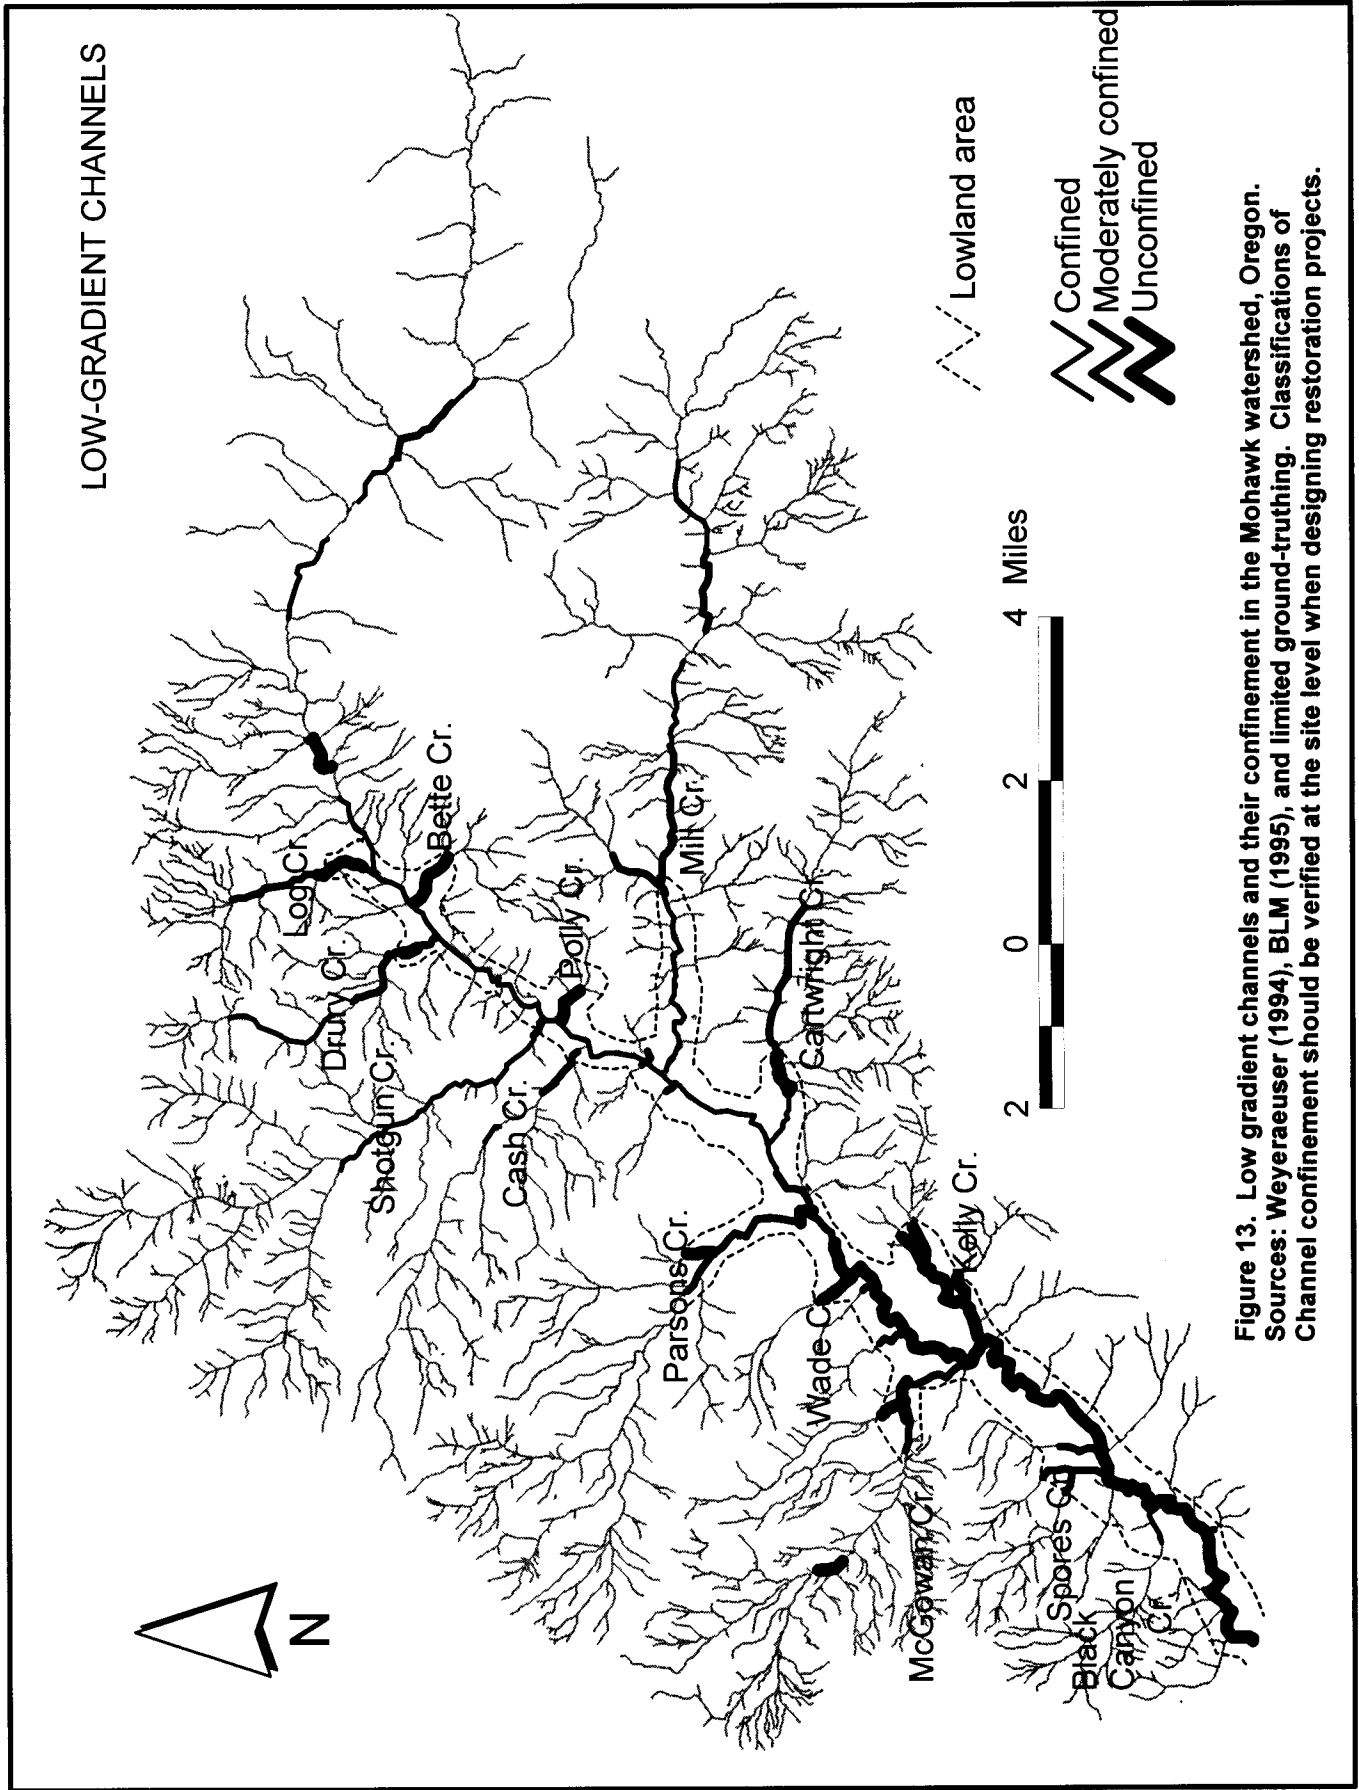 LOW-GRADIENT CHANNELS
N
Log Cr.
Drury Cr.
Bette Cr.
Shotgun Cr.
Polly Cr.
Cash Cr.
Mill Cr.
Parsons Cr.
Cartwright Cr.
Wade C
McGowan Cr.
Kelly Cr.
Spores Cr.
Black
Canyon
Cr.
Lowland area
Confined
Moderately confined
Unconfined
2 0 2 4 Miles
Figure 13. Low gradient channels and their confinement in the Mohawk watershed, Oregon.
Sources: Weyeraeuser (1994), BLM (1995), and limited ground-truthing. Classifications of
Channel confinement should be verified at the site level when designing restoration projects.